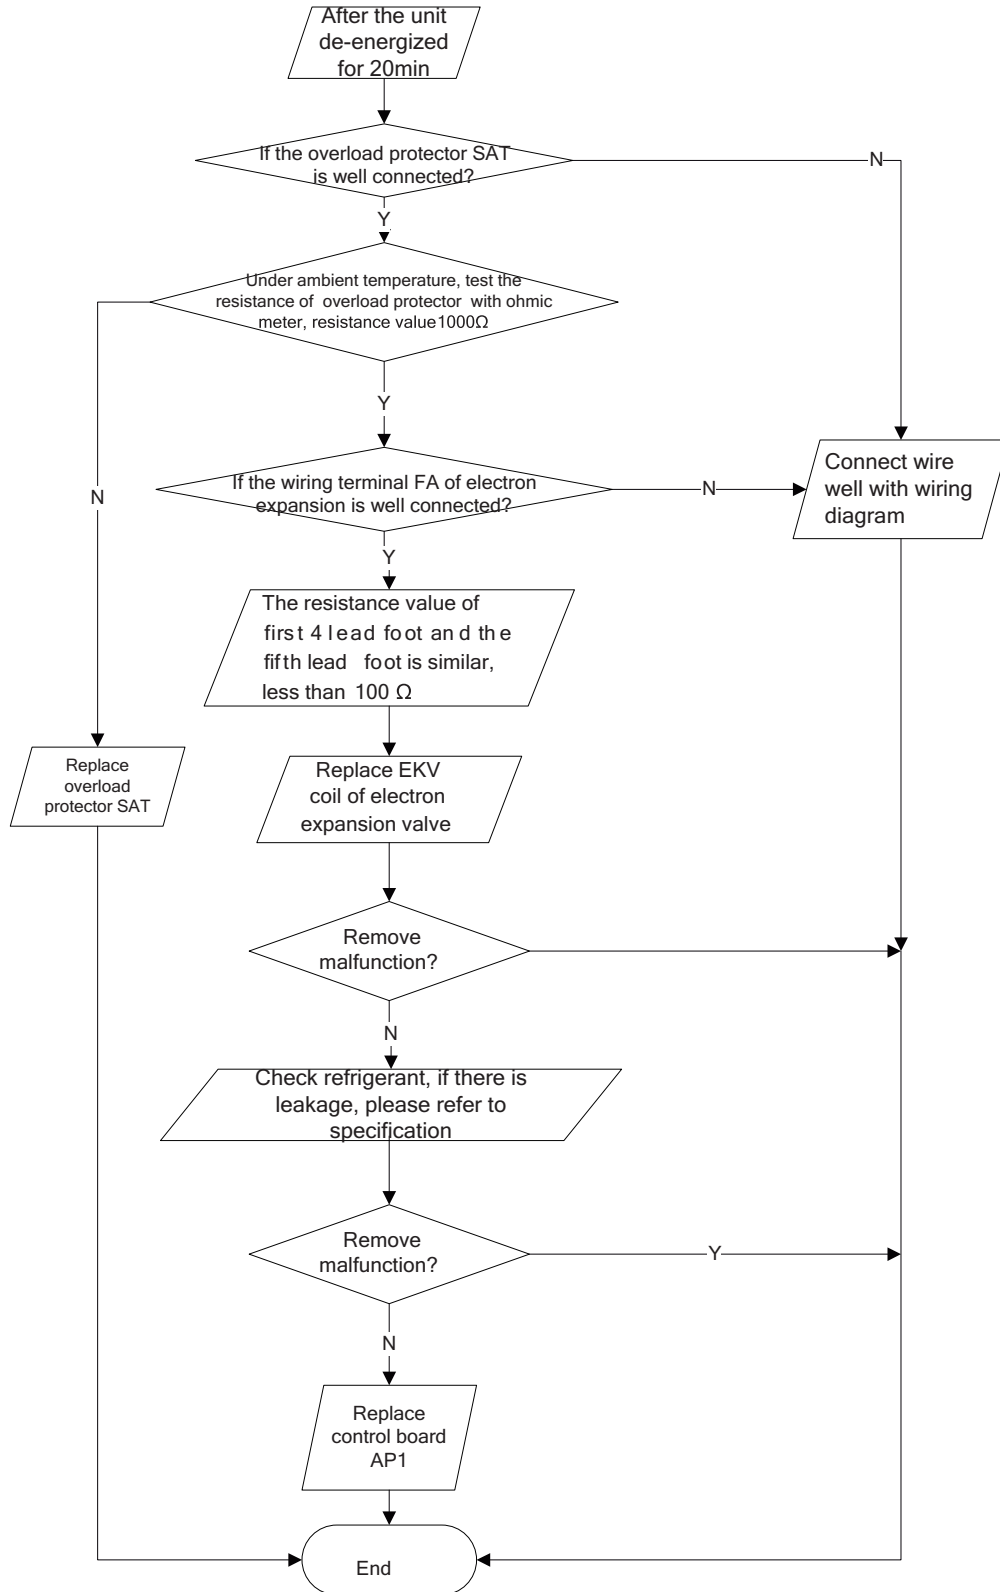 After the unit
de-energized
for 20min
If the overload protector SAT
is well connected?
N
Y
Under ambient temperature, test the
resistance of overload protector with ohmic
meter, resistance value1000Ω
Y
N
If the wiring terminal FA of electron
expansion is well connected?
N
Connect wire
well with wiring
diagram
Y
The resistance value of
first 4 lead foot and the
fifth lead foot is similar,
less than 100 Ω
Replace
overload
protector SAT
Replace EKV
coil of electron
expansion valve
Remove
malfunction?
N
Check refrigerant, if there is
leakage, please refer to
specification
Remove
malfunction?
Y
N
Replace
control board
AP1
End